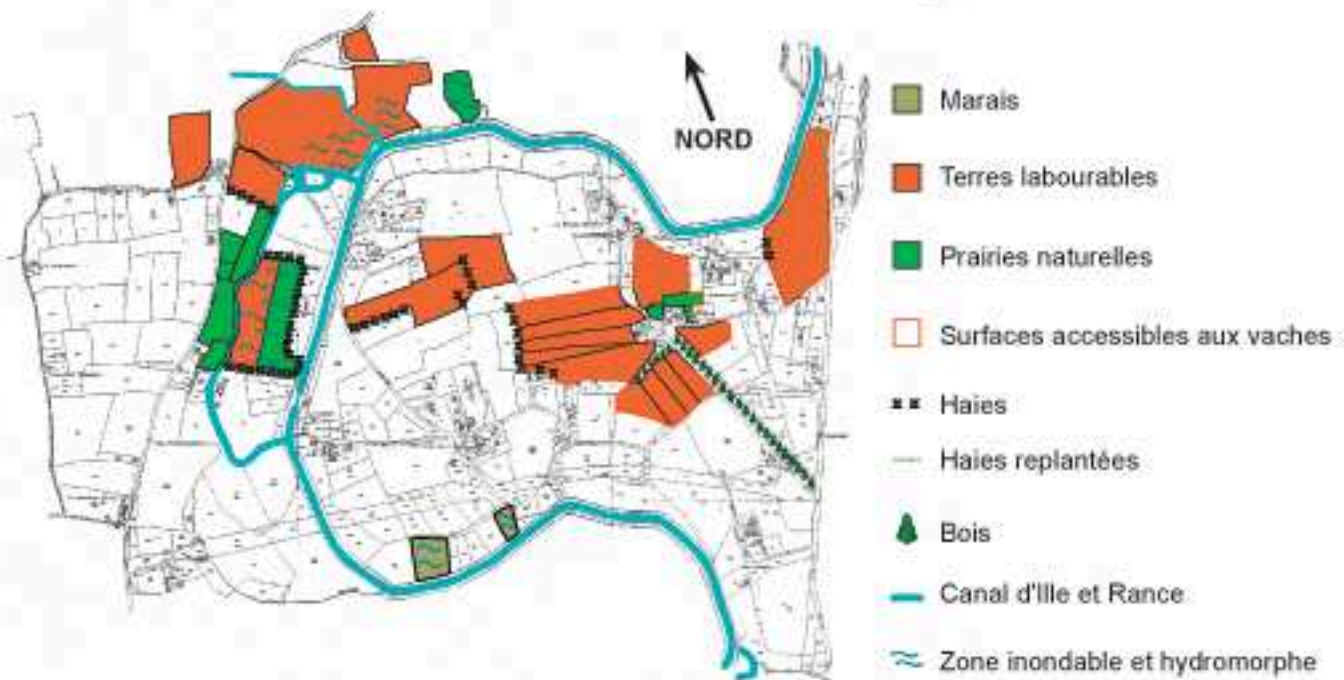 NORD
Marais
Terres labourables
Prairies naturelles
Surfaces accessibles aux vaches
Haies
Haies replantées
Bois
Canal d'Ille et Rance
Zone inondable et hydromorphe